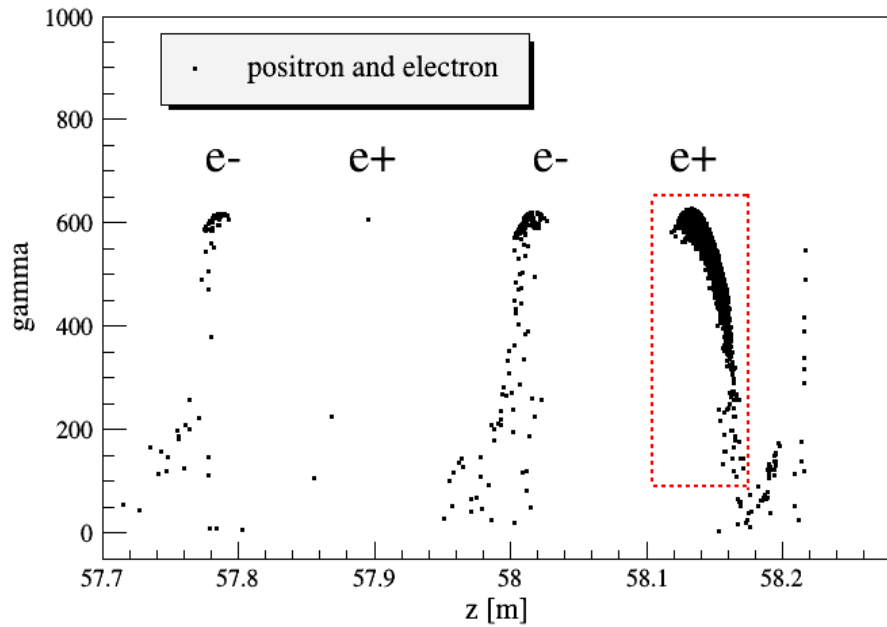 1000
positron and electron
800
e- e+ e- e+
600
gamma
400
200
0
57.7 57.8 57.9 58 58.1 58.2
z [m]